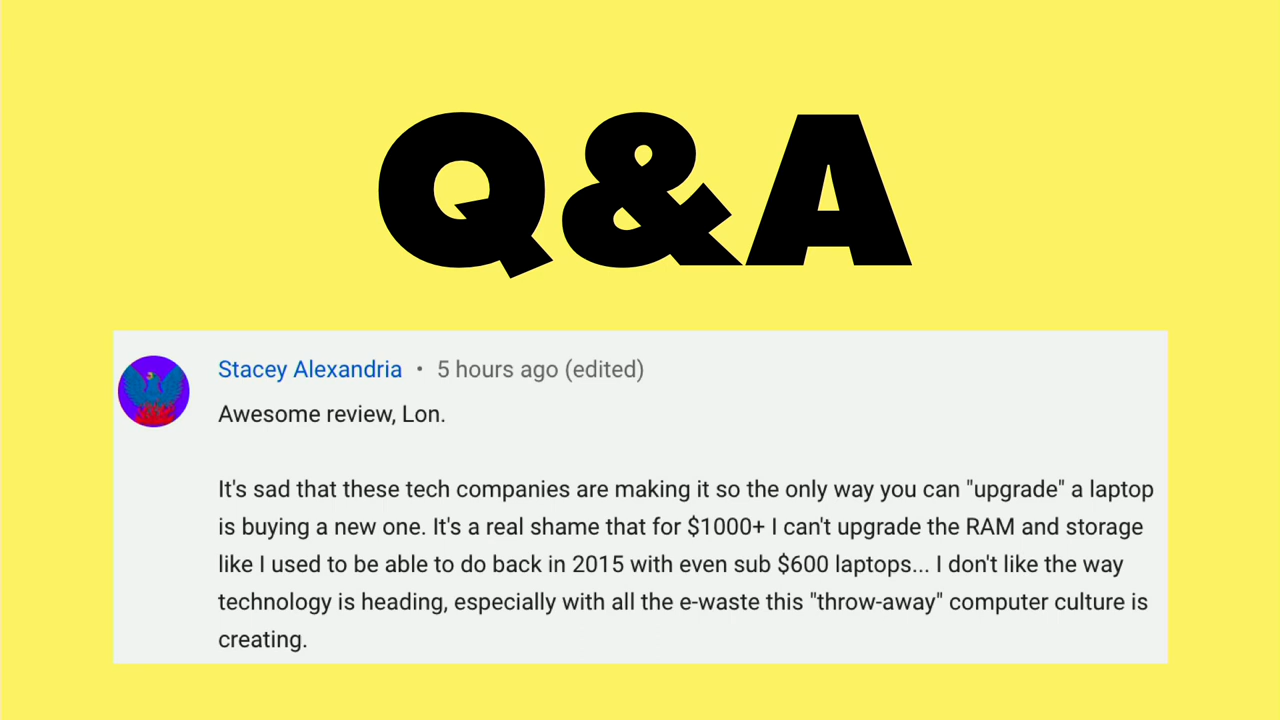 Q&A
Stacey Alexandria • 5 hours ago (edited)
Awesome review, Lon.
It's sad that these tech companies are making it so the only way you can "upgrade" a laptop
is buying a new one. It's a real shame that for $1000+ I can't upgrade the RAM and storage
like I used to be able to do back in 2015 with even sub $600 laptops... I don't like the way
technology is heading, especially with all the e-waste this "throw-away" computer culture is
creating.